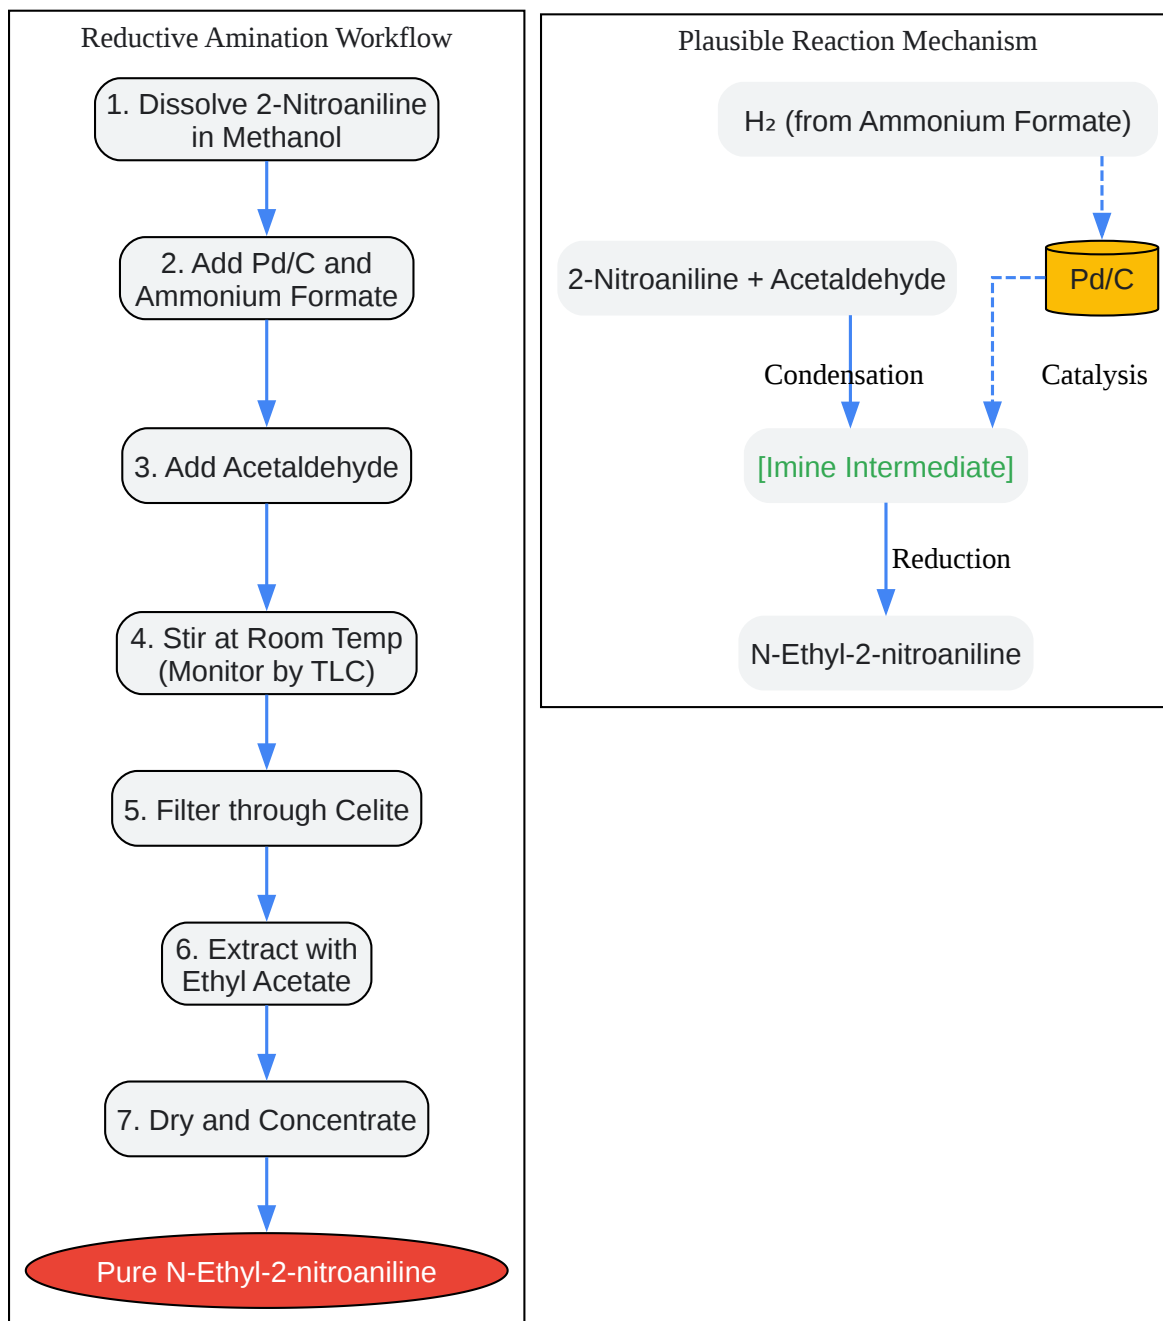 Reductive Amination Workflow
1. Dissolve 2-Nitroaniline
in Methanol
2. Add Pd/C and
Ammonium Formate
3. Add Acetaldehyde
4. Stir at Room Temp
(Monitor by TLC)
5. Filter through Celite
6. Extract with
Ethyl Acetate
7. Dry and Concentrate
Pure N-Ethyl-2-nitroaniline
Plausible Reaction Mechanism
H₂ (from Ammonium Formate)
2-Nitroaniline + Acetaldehyde
Pd/C
Condensation
Catalysis
[Imine Intermediate]
Reduction
N-Ethyl-2-nitroaniline